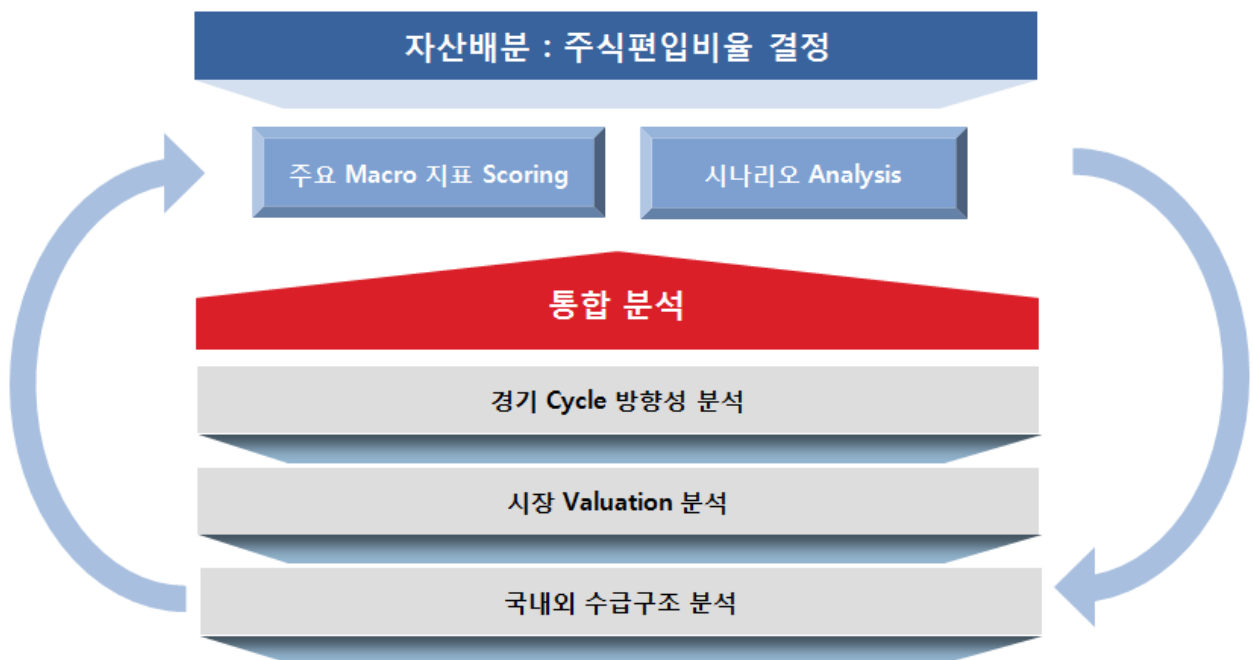 자산배분 : 주식편입비율 결정
주요 Macro 지표 Scoring
시나리오 Analysis
통합 분석
경기 Cycle 방향성 분석
시장 Valuation 분석
국내외 수급구조 분석